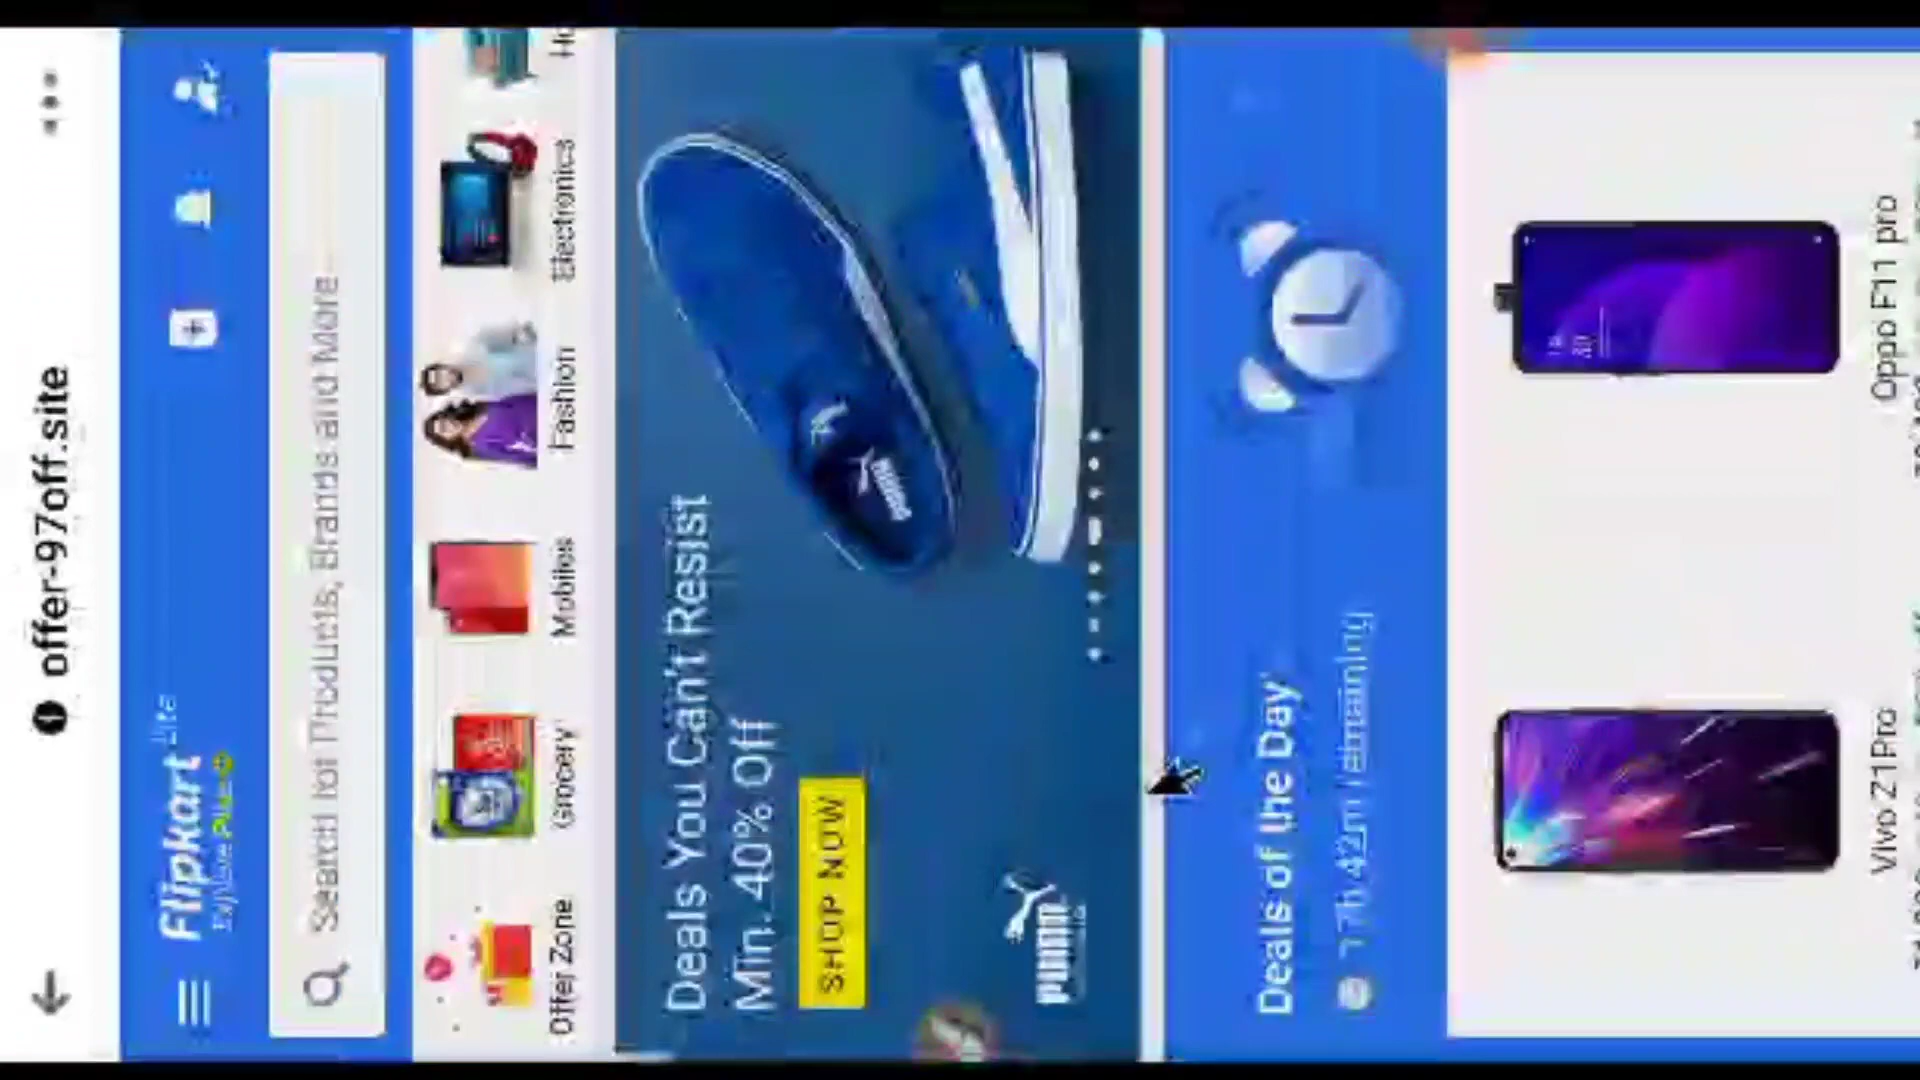 offer-97off.site
Flipkart Lite
Explore Plus
Search for Products, Brands and More
Offer Zone
Grocery
Mobiles
Fashion
Electronics
Ho
Deals You Can't Resist
Min. 40% Off
SHOP NOW
PUMA
PUMA
Deals of the Day
17h 42m remaining
Vivo Z1Pro
Oppo F11 pro